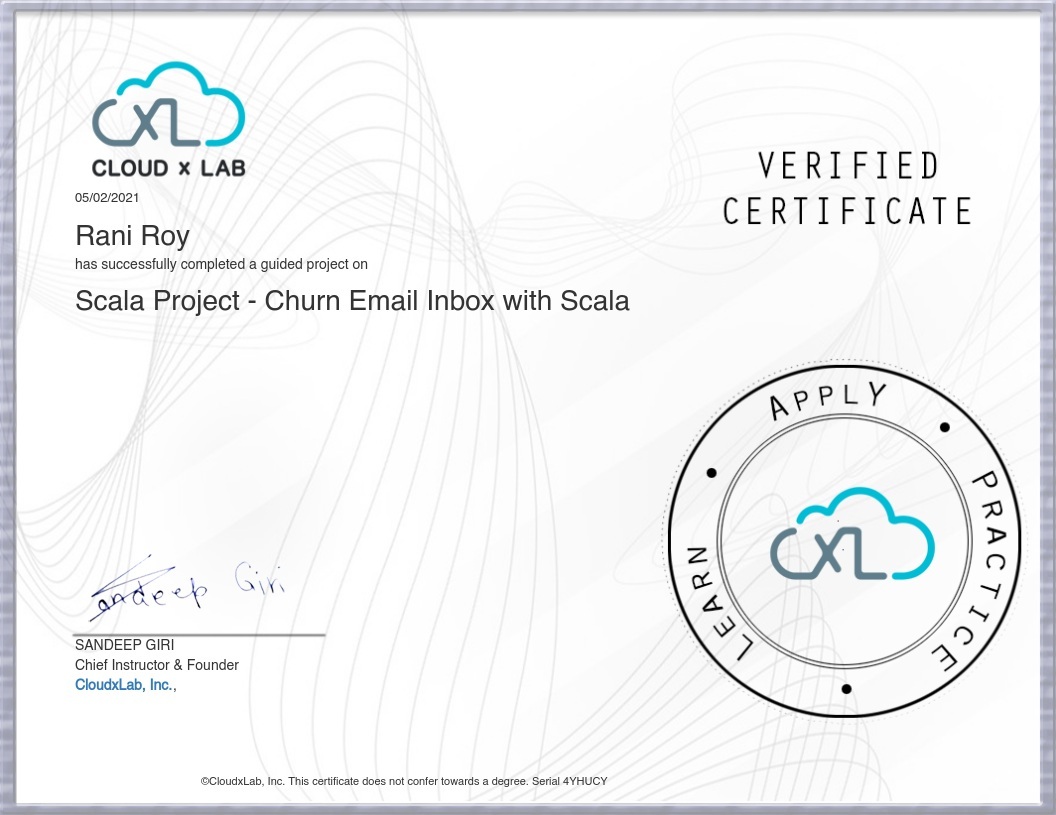 CXL
CLOUD x LAB
05/02/2021
VERIFIED
CERTIFICATE
Rani Roy
has successfully completed a guided project on
Scala Project - Churn Email Inbox with Scala
APPLY
PRACTICE
LEARN
CXL
Sandeep Giri
SANDEEP GIRI
Chief Instructor & Founder
CloudxLab, Inc.,
©CloudxLab, Inc. This certificate does not confer towards a degree. Serial 4YHUCY